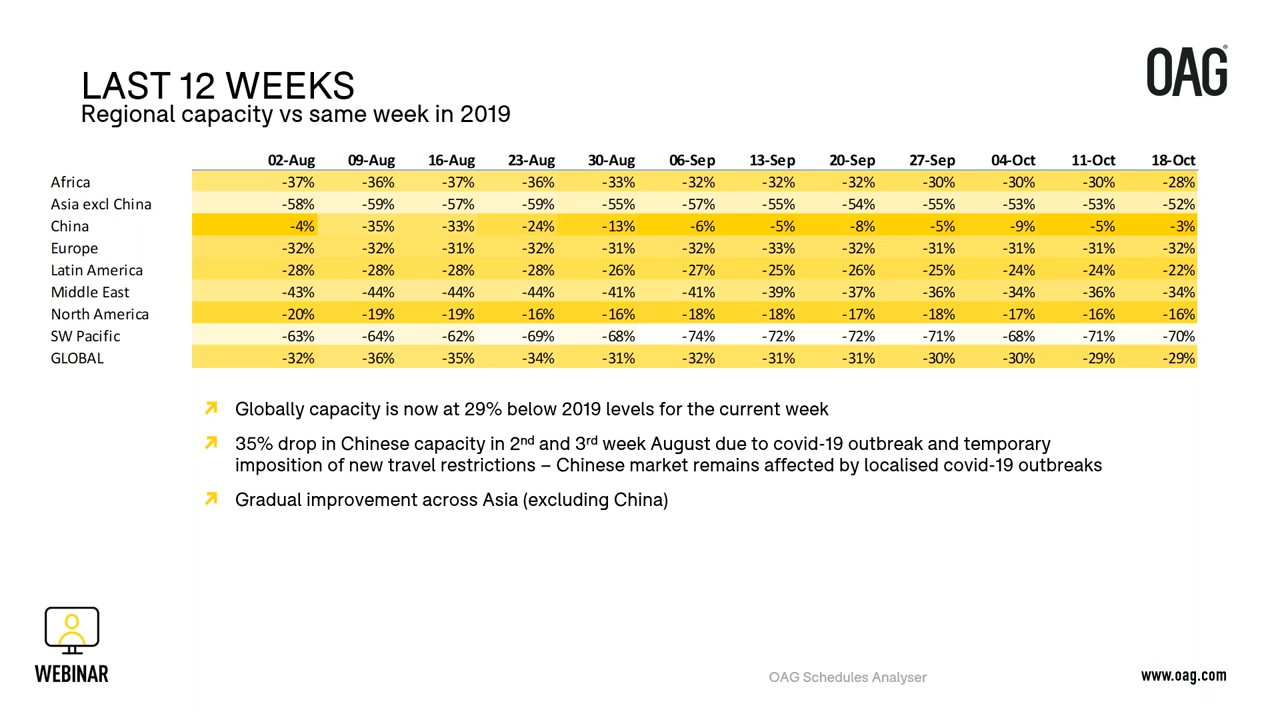 OAG®
LAST 12 WEEKS
Regional capacity vs same week in 2019
02-Aug 09-Aug 16-Aug 23-Aug 30-Aug 06-Sep 13-Sep 20-Sep 27-Sep 04-Oct 11-Oct 18-Oct
Africa -37% -36% -37% -36% -33% -32% -32% -32% -30% -30% -30% -28%
Asia excl China -58% -59% -57% -59% -55% -57% -55% -54% -55% -53% -53% -52%
China -4% -35% -33% -24% -13% -6% -5% -8% -5% -9% -5% -3%
Europe -32% -32% -31% -32% -31% -32% -33% -32% -31% -31% -31% -32%
Latin America -28% -28% -28% -28% -26% -27% -25% -26% -25% -24% -24% -22%
Middle East -43% -44% -44% -44% -41% -41% -39% -37% -36% -34% -36% -34%
North America -20% -19% -19% -16% -16% -18% -18% -17% -18% -17% -16% -16%
SW Pacific -63% -64% -62% -69% -68% -74% -72% -72% -71% -68% -71% -70%
GLOBAL -32% -36% -35% -34% -31% -32% -31% -31% -30% -30% -29% -29%
Globally capacity is now at 29% below 2019 levels for the current week
35% drop in Chinese capacity in 2nd and 3rd week August due to covid-19 outbreak and temporary
imposition of new travel restrictions – Chinese market remains affected by localised covid-19 outbreaks
Gradual improvement across Asia (excluding China)
WEBINAR
OAG Schedules Analyser
www.oag.com